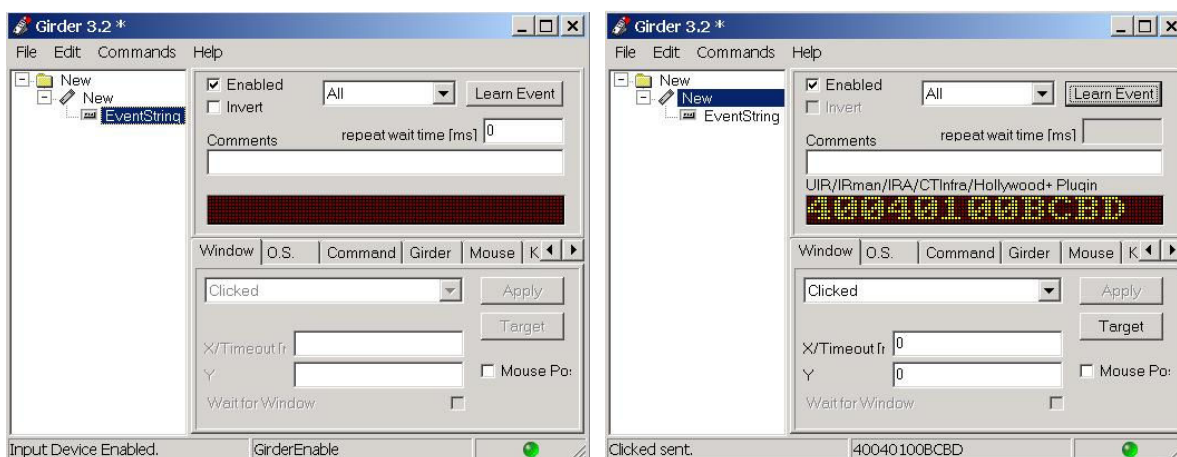 Girder 3.2 *
File Edit Commands Help
New
New
EventString
Enabled
Invert
All
Learn Event
repeat wait time [ms] 0
Comments
Window O.S. Command Girder Mouse K
Clicked
Apply
Target
X/Timeout [r
Y
Mouse Po:
Wait for Window
Input Device Enabled. GirderEnable
Girder 3.2 *
File Edit Commands Help
New
New
EventString
Enabled
Invert
All
Learn Event
repeat wait time [ms]
Comments
UIR/IRman/IRA/CTInfra/Hollywood+ Plugin
40040100BCBD
Window O.S. Command Girder Mouse K
Clicked
Apply
Target
X/Timeout [r 0
Y 0
Mouse Po:
Wait for Window
Clicked sent. 40040100BCBD